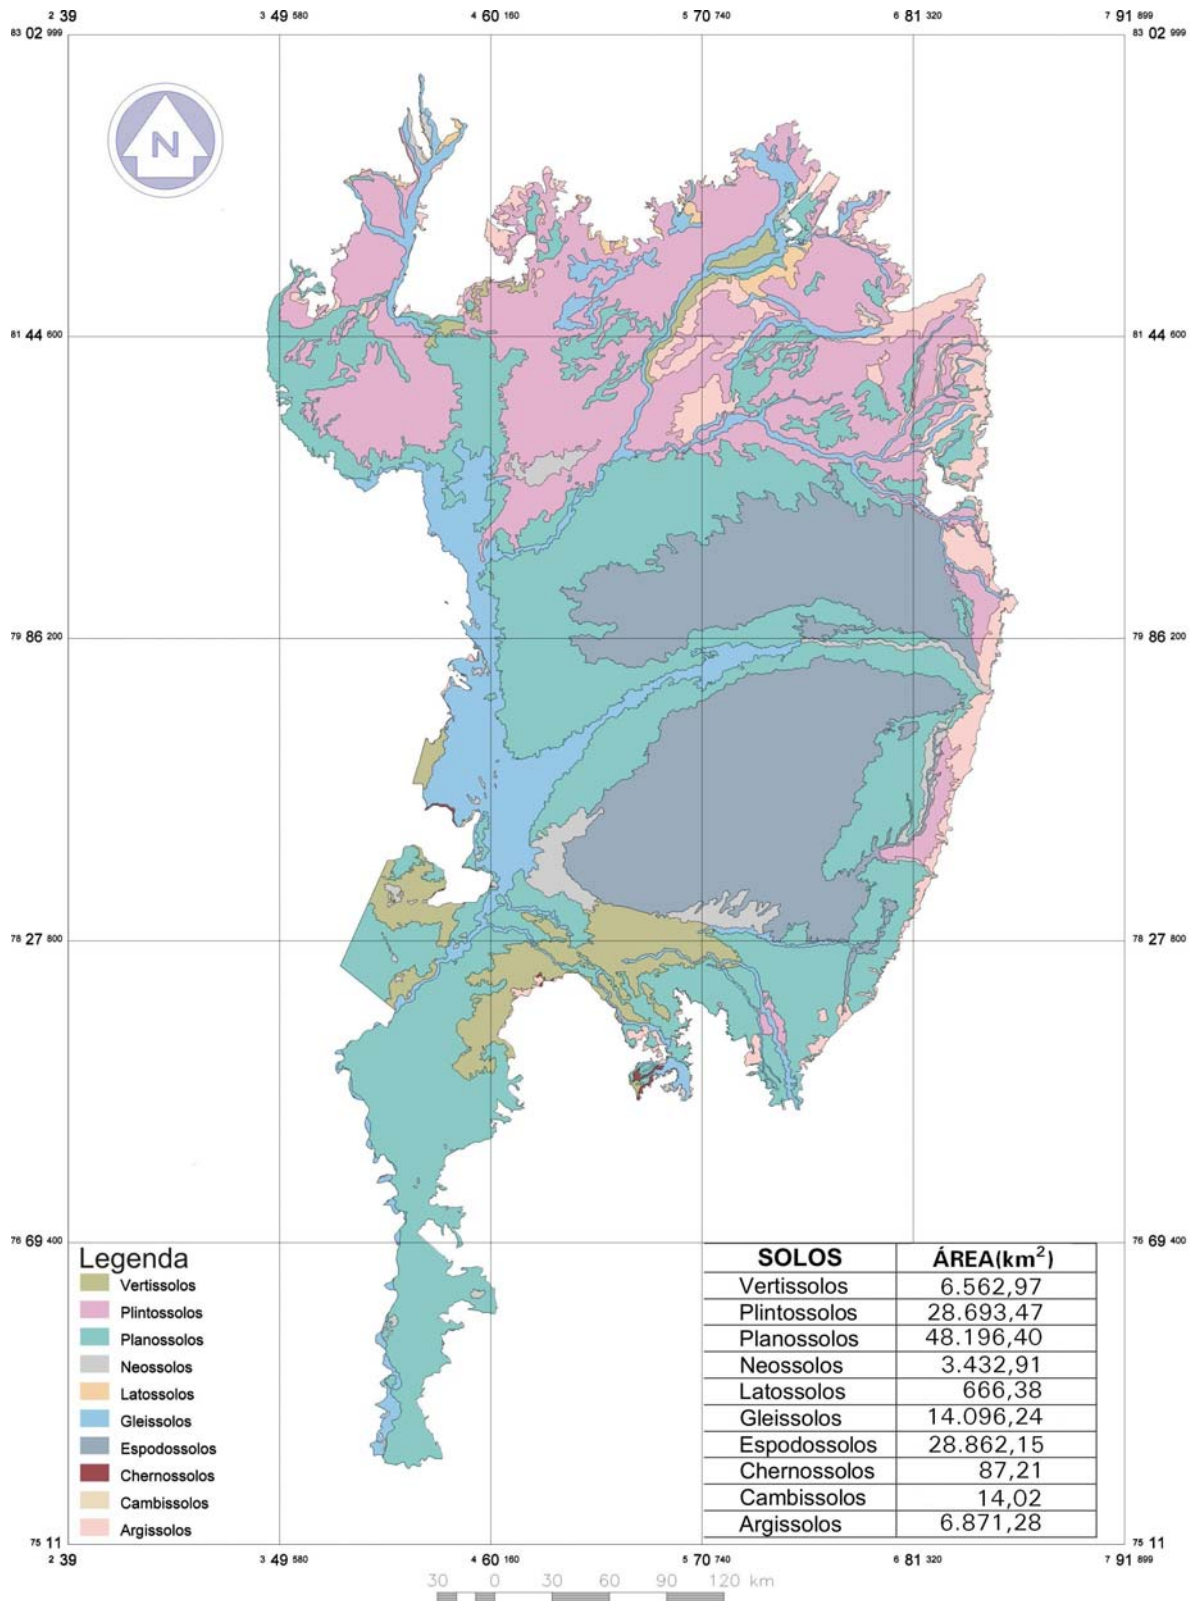 2 39 3 49 580 4 60 160 5 70 740 6 81 320 7 91 899
83 02 999 83 02 999
N
81 44 600 81 44 600
79 86 200 79 86 200
78 27 800 78 27 800
76 69 400 76 69 400
Legenda
Vertissolos
Plintossolos
Planossolos
Neossolos
Latossolos
Gleissolos
Espodossolos
Chernossolos
Cambissolos
Argissolos
SOLOS ÁREA(km²)
Vertissolos 6.562,97
Plintossolos 28.693,47
Planossolos 48.196,40
Neossolos 3.432,91
Latossolos 666,38
Gleissolos 14.096,24
Espodossolos 28.862,15
Chernossolos 87,21
Cambissolos 14,02
Argissolos 6.871,28
75 11 75 11
2 39 3 49 580 4 60 160 5 70 740 6 81 320 7 91 899
30 0 30 60 90 120 km